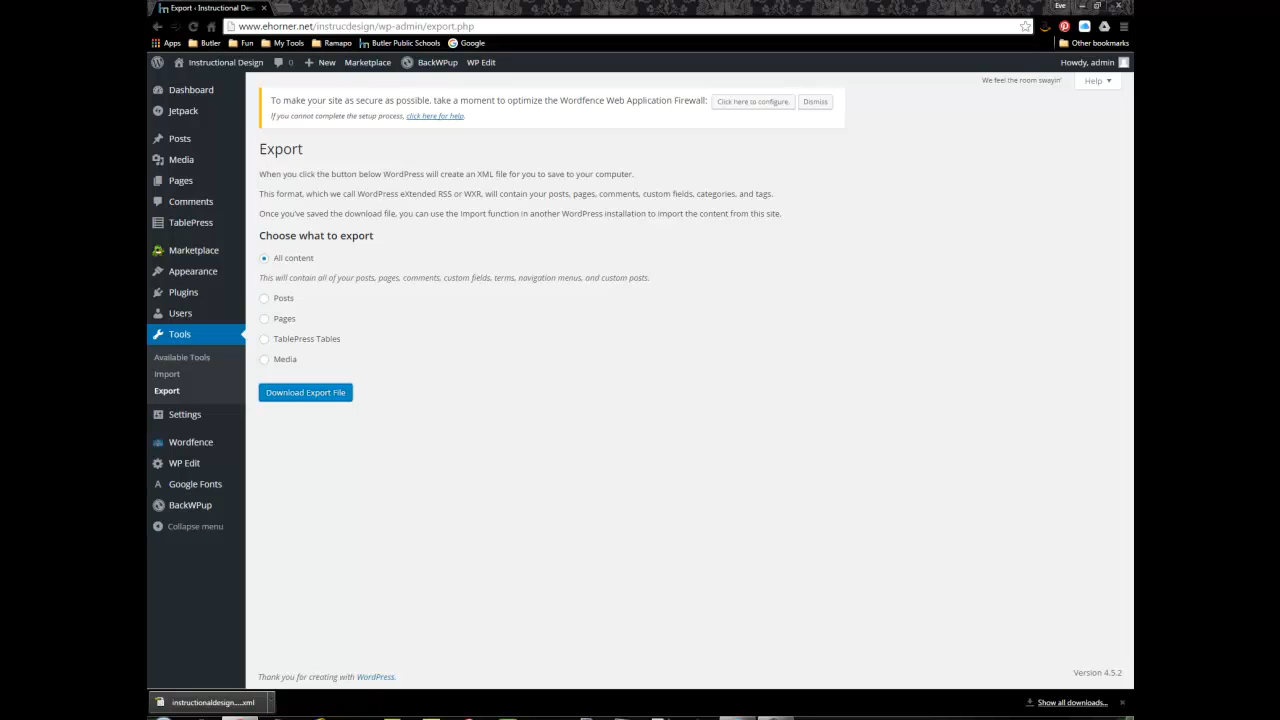 Export ‹ Instructional Des
Eve
www.ehorner.net/instrucdesign/wp-admin/export.php
Apps Butler Fun My Tools Ramapo Butler Public Schools Google Other bookmarks
Instructional Design 0 New Marketplace BackWPup WP Edit Howdy, admin
We feel the room swayin' Help
Dashboard
Jetpack
Posts
Media
Pages
Comments
TablePress
Marketplace
Appearance
Plugins
Users
Tools
Available Tools
Import
Export
Settings
Wordfence
WP Edit
Google Fonts
BackWPup
Collapse menu
To make your site as secure as possible, take a moment to optimize the Wordfence Web Application Firewall: Click here to configure. Dismiss
If you cannot complete the setup process, click here for help.
Export
When you click the button below WordPress will create an XML file for you to save to your computer.
This format, which we call WordPress eXtended RSS or WXR, will contain your posts, pages, comments, custom fields, categories, and tags.
Once you've saved the download file, you can use the Import function in another WordPress installation to import the content from this site.
Choose what to export
All content
This will contain all of your posts, pages, comments, custom fields, terms, navigation menus, and custom posts.
Posts
Pages
TablePress Tables
Media
Download Export File
Thank you for creating with WordPress.
Version 4.5.2
instructionaldesign....xml
Show all downloads...